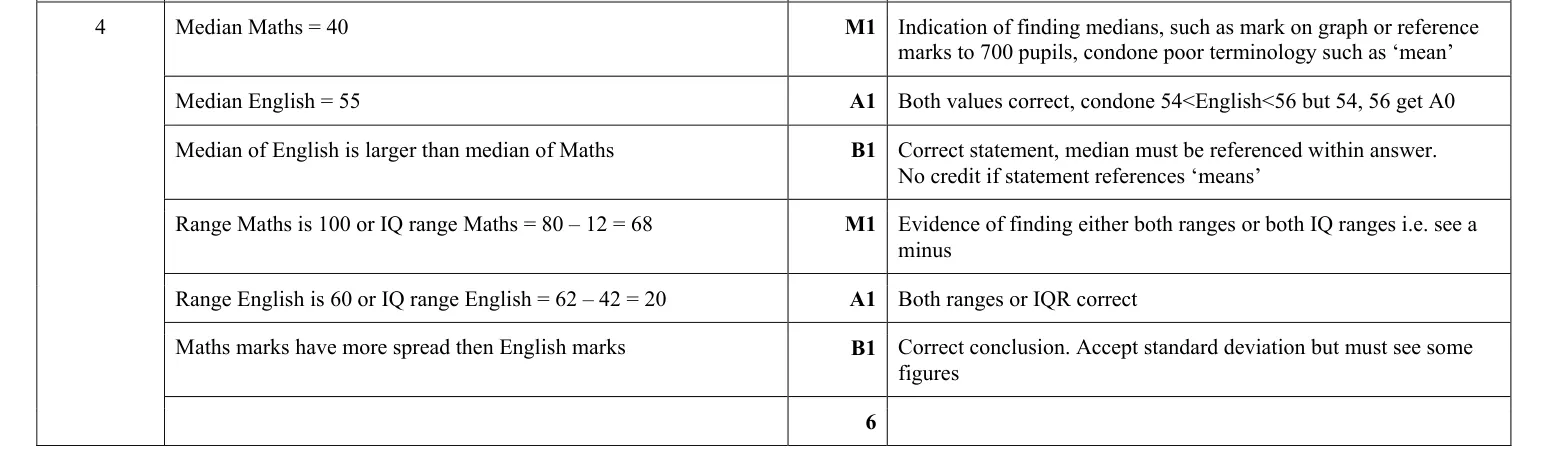 4
Median Maths = 40
M1
Indication of finding medians, such as mark on graph or reference
marks to 700 pupils, condone poor terminology such as ‘mean’
Median English = 55
A1
Both values correct, condone 54<English<56 but 54, 56 get A0
Median of English is larger than median of Maths
B1
Correct statement, median must be referenced within answer.
No credit if statement references ‘means’
Range Maths is 100 or IQ range Maths = 80 – 12 = 68
M1
Evidence of finding either both ranges or both IQ ranges i.e. see a
minus
Range English is 60 or IQ range English = 62 – 42 = 20
A1
Both ranges or IQR correct
Maths marks have more spread then English marks
B1
Correct conclusion. Accept standard deviation but must see some
figures
6